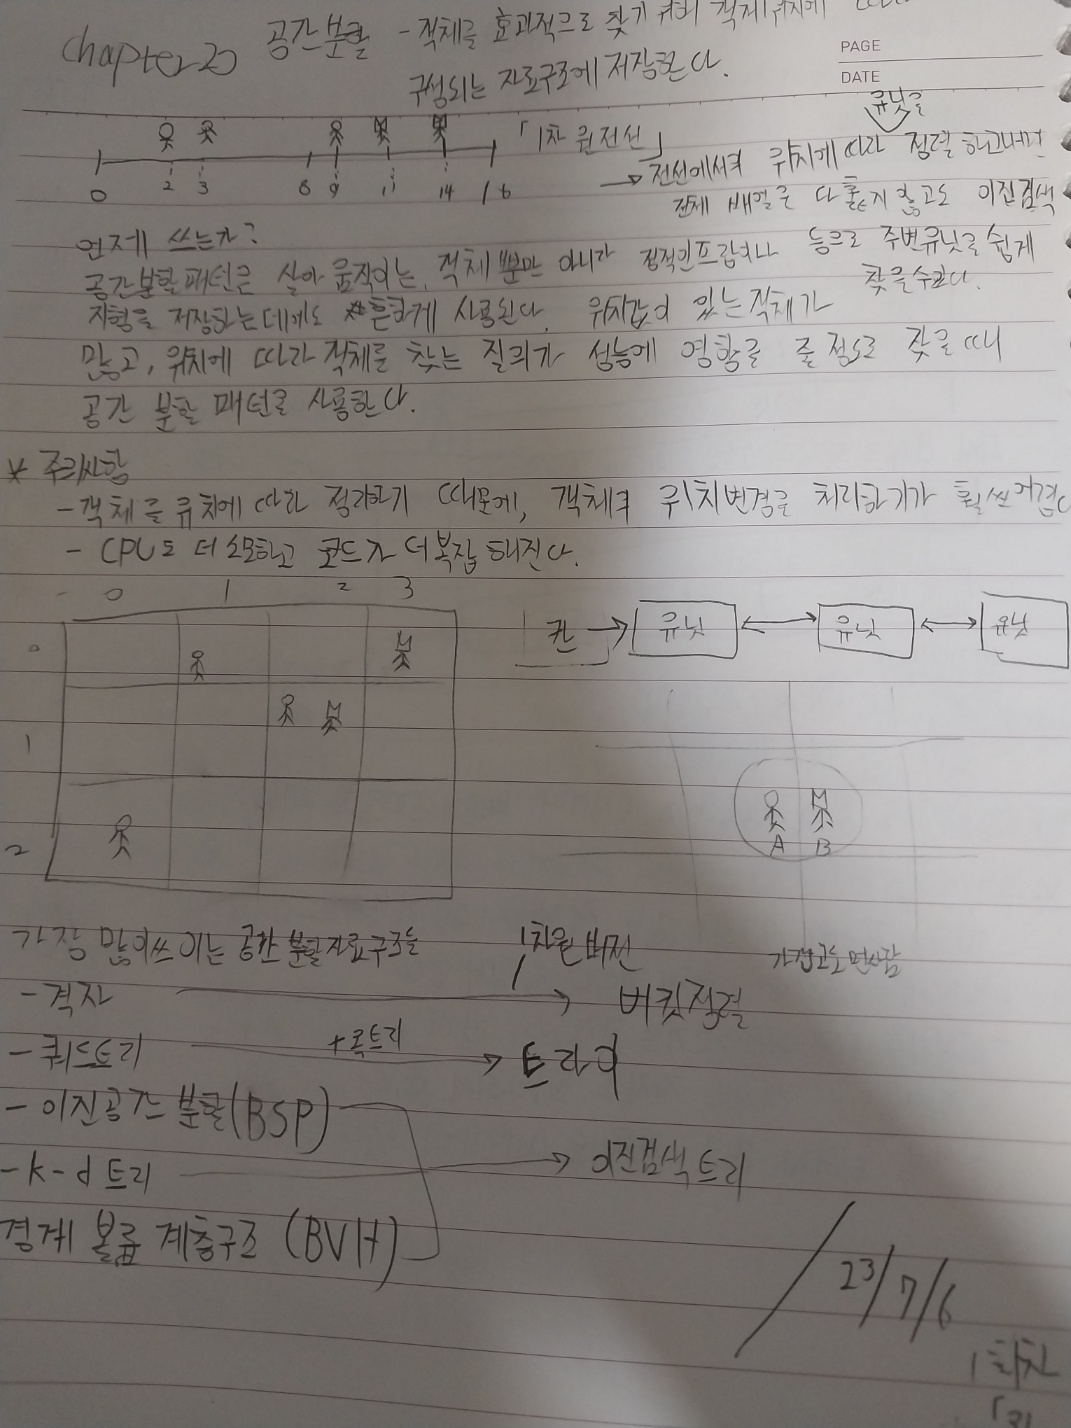 chapter 20 공간분할 - 객체를 효과적으로 찾기 위해 객체 위치에
구성되는 자료구조에 저장한다.
PAGE
DATE
유닛을
「1차원전선」
0 2 3 8 9 11 14 16
→ 전선에서의 위치에 따라 정렬 하고나면
전체 배열을 다 훑지 않고도 이진검색
등으로 주변유닛을 쉽게
찾을수있다.
언제 쓰는가?
공간분할패턴은 살아 움직이는, 객체 뿐만 아니라 정적인프랍이나
지형을 저장하는데에도 흔하게 사용된다. 위치값이 있는객체가
많고, 위치에 따라 객체를 찾는 질의가 성능에 영향을 줄 정도로 잦을 때
공간 분할 패턴을 사용한다.
* 주의사항
- 객체를 위치에 따라 정리하기 때문에, 객체의 위치변경을 처리하기가 훨씬어렵다
- CPU도 더 소모하고 코드가 더복잡해진다.
0 1 2 3
0
1
2
칸 → 유닛 ↔ 유닛 ↔ 유닛
A B
가장 많이쓰이는 공간 분할자료구조들
- 격자 → 버킷정렬
1차원버전
- 쿼드트리 → 트라이
+옥트리
- 이진공간 분할(BSP)
- k-d 트리 → 이진검색트리
경계 볼륨 계층구조 (BVH)
23/7/6
1회차